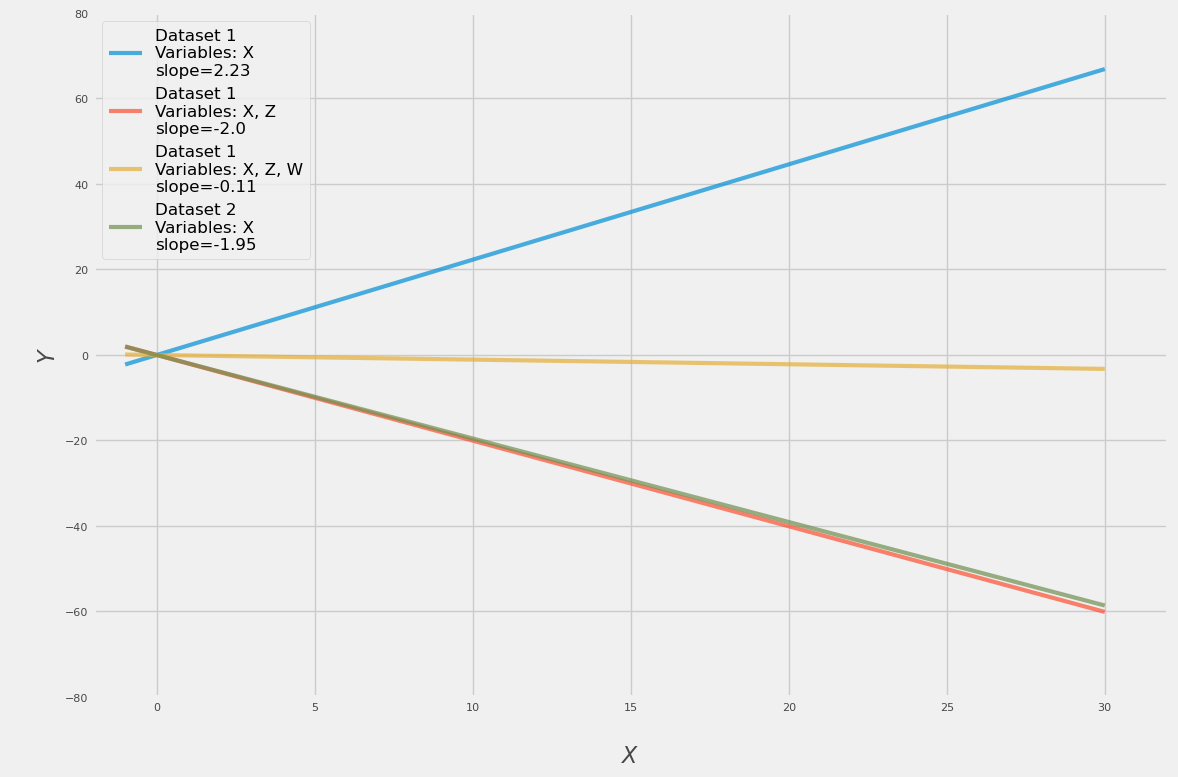 80
60
40
20
0
−20
−40
−60
−80
Y
Dataset 1
Variables: X
slope=2.23
Dataset 1
Variables: X, Z
slope=-2.0
Dataset 1
Variables: X, Z, W
slope=-0.11
Dataset 2
Variables: X
slope=-1.95
0 5 10 15 20 25 30
X